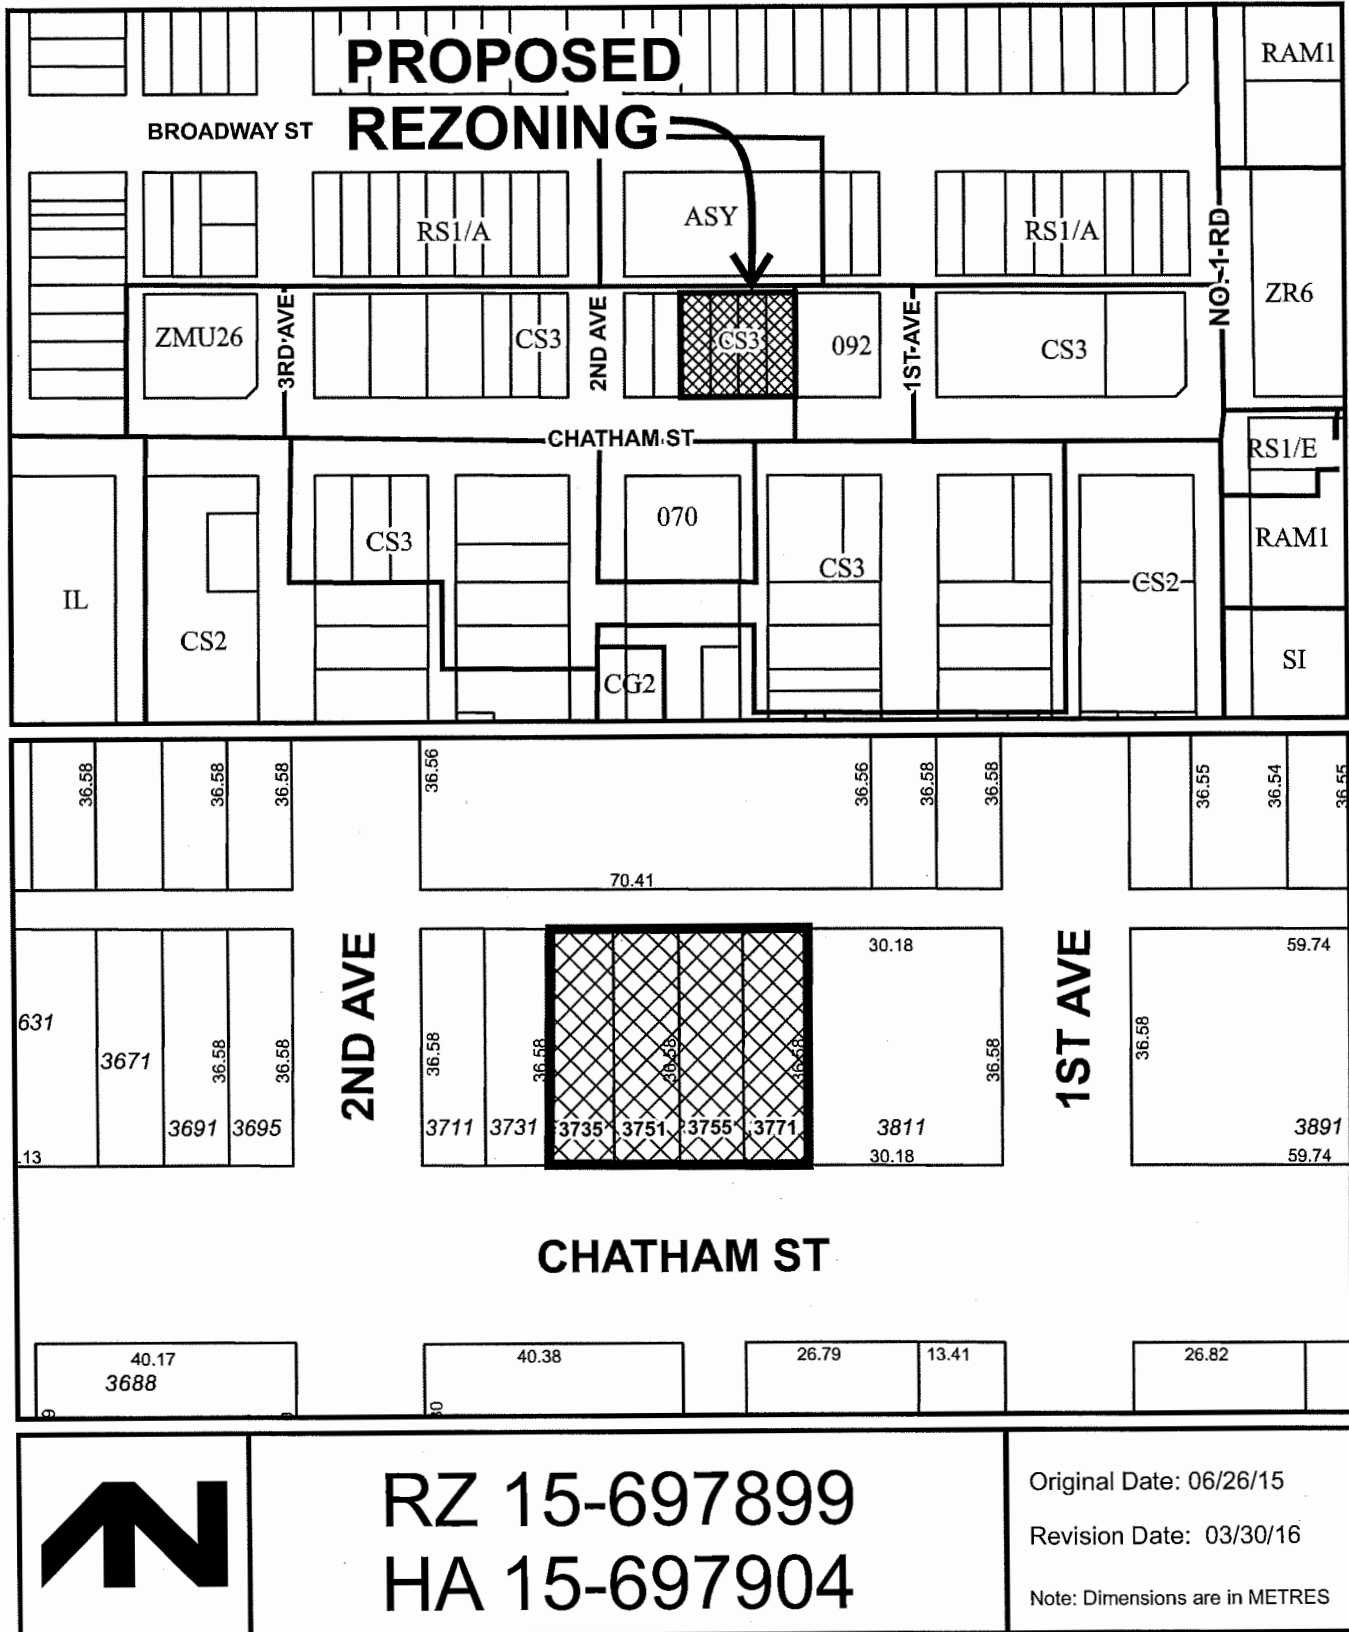 PROPOSED
REZONING
RAM1
BROADWAY ST
RS1/A
ASY
RS1/A
NO. 1 RD
ZR6
ZMU26
3RD AVE
CS3
2ND AVE
CS3
092
1ST AVE
CS3
CHATHAM ST
RS1/E
IL
CS2
CS3
070
CS3
CS2
RAM1
CG2
SI
36.58
36.58
36.58
36.56
36.56
36.58
36.58
36.55
36.54
36.55
70.41
30.18
59.74
631
3671
36.58
36.58
2ND AVE
36.58
36.58
36.58
36.58
36.58
1ST AVE
36.58
3691
3695
3711
3731
3735
3751
3755
3771
3811
3891
.13
30.18
59.74
CHATHAM ST
40.17
3688
40.38
26.79
13.41
26.82
RZ 15-697899
HA 15-697904
Original Date: 06/26/15
Revision Date: 03/30/16
Note: Dimensions are in METRES